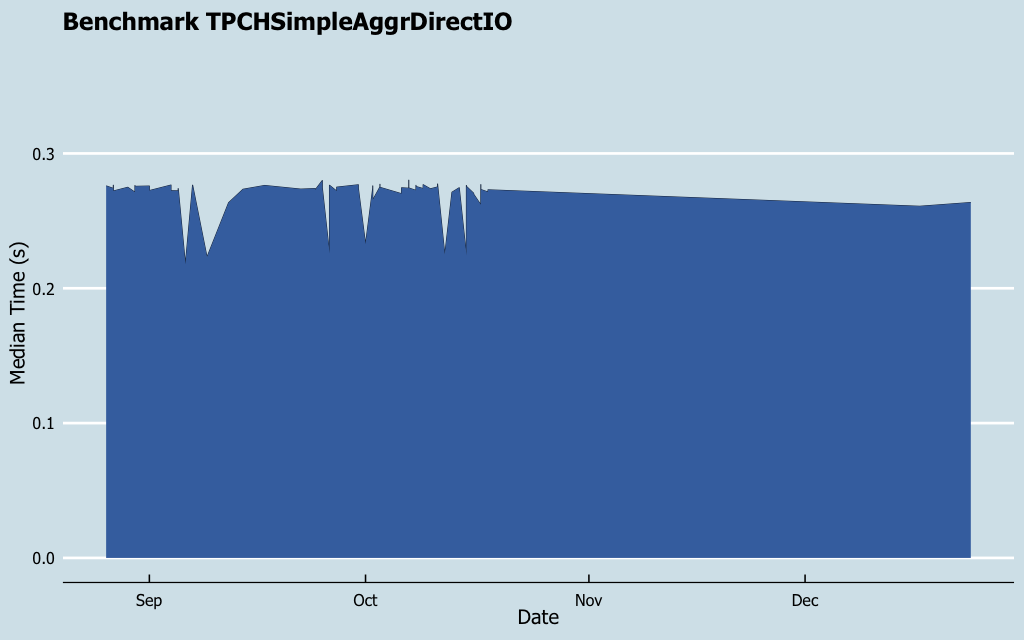 Benchmark TPCHSimpleAggrDirectIO
Median Time (s)
0.3
0.2
0.1
0.0
Sep Oct Nov Dec
Date